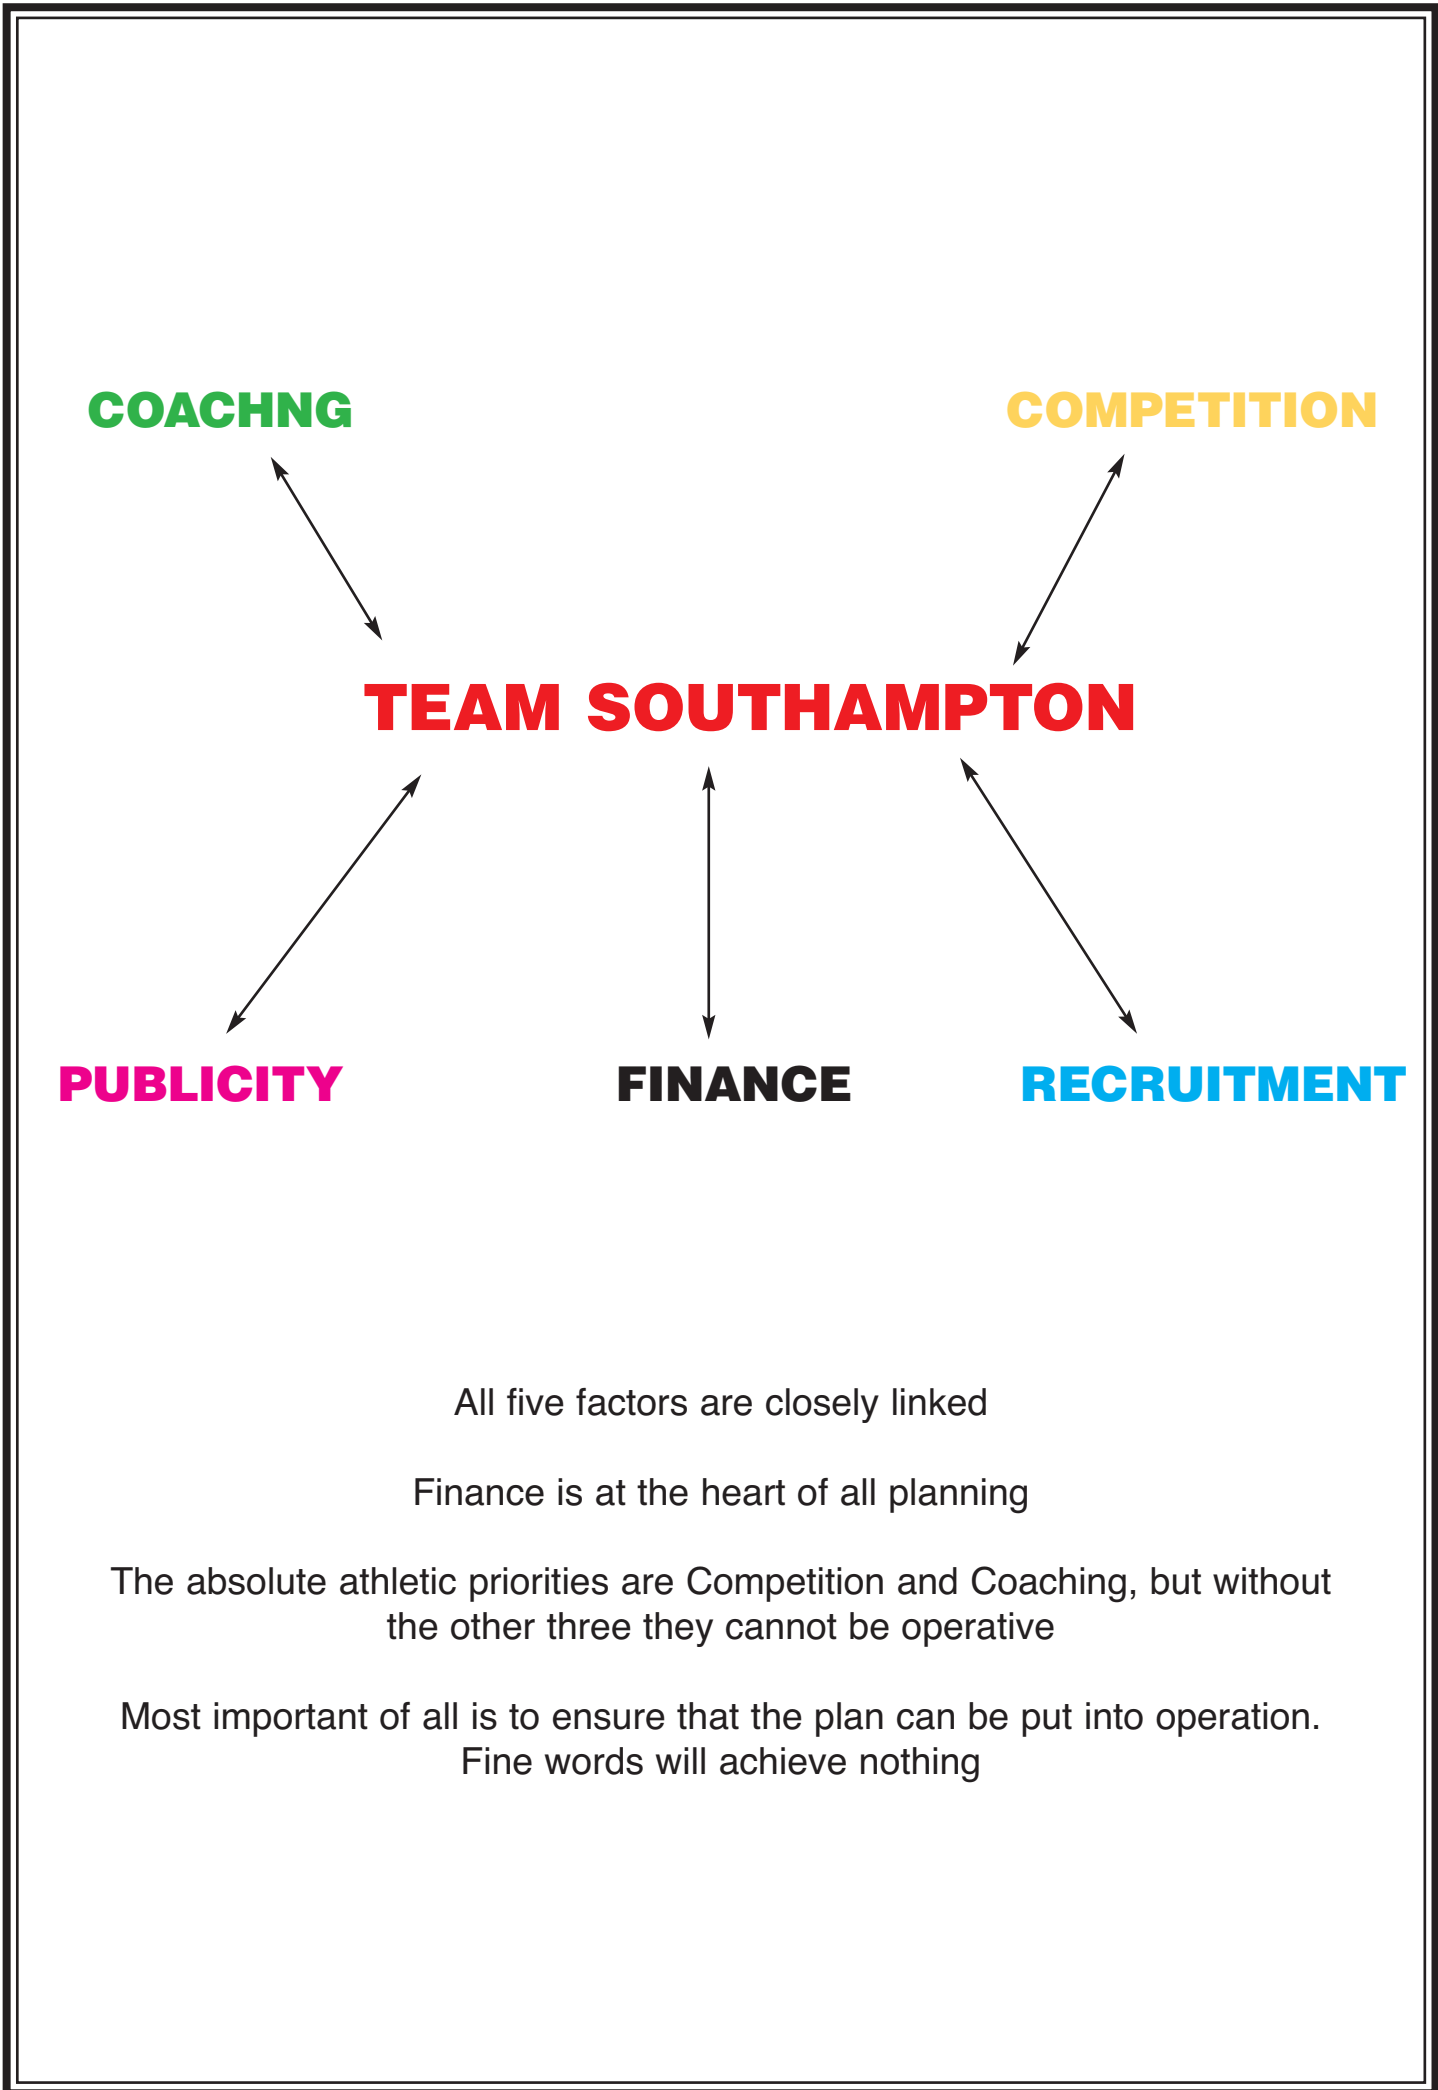 COACHNG
COMPETITION
TEAM SOUTHAMPTON
PUBLICITY
FINANCE
RECRUITMENT
All five factors are closely linked
Finance is at the heart of all planning
The absolute athletic priorities are Competition and Coaching, but without
the other three they cannot be operative
Most important of all is to ensure that the plan can be put into operation.
Fine words will achieve nothing